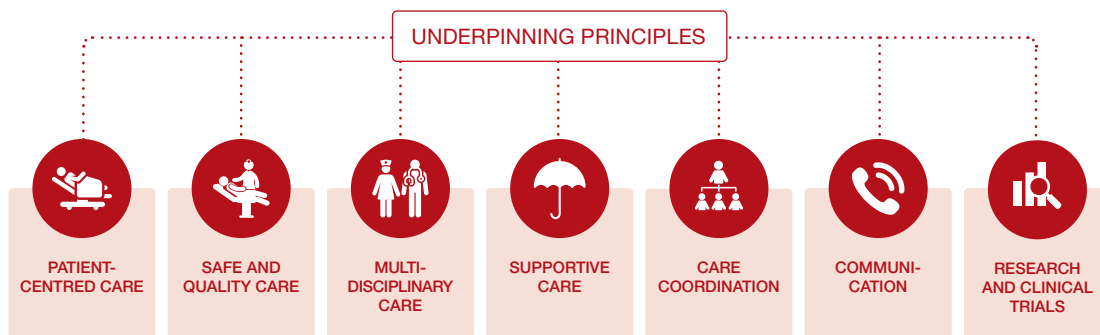 UNDERPINNING PRINCIPLES
PATIENT-
CENTRED CARE
SAFE AND
QUALITY CARE
MULTI-
DISCIPLINARY
CARE
SUPPORTIVE
CARE
CARE
COORDINATION
COMMUNI-
CATION
RESEARCH
AND CLINICAL
TRIALS